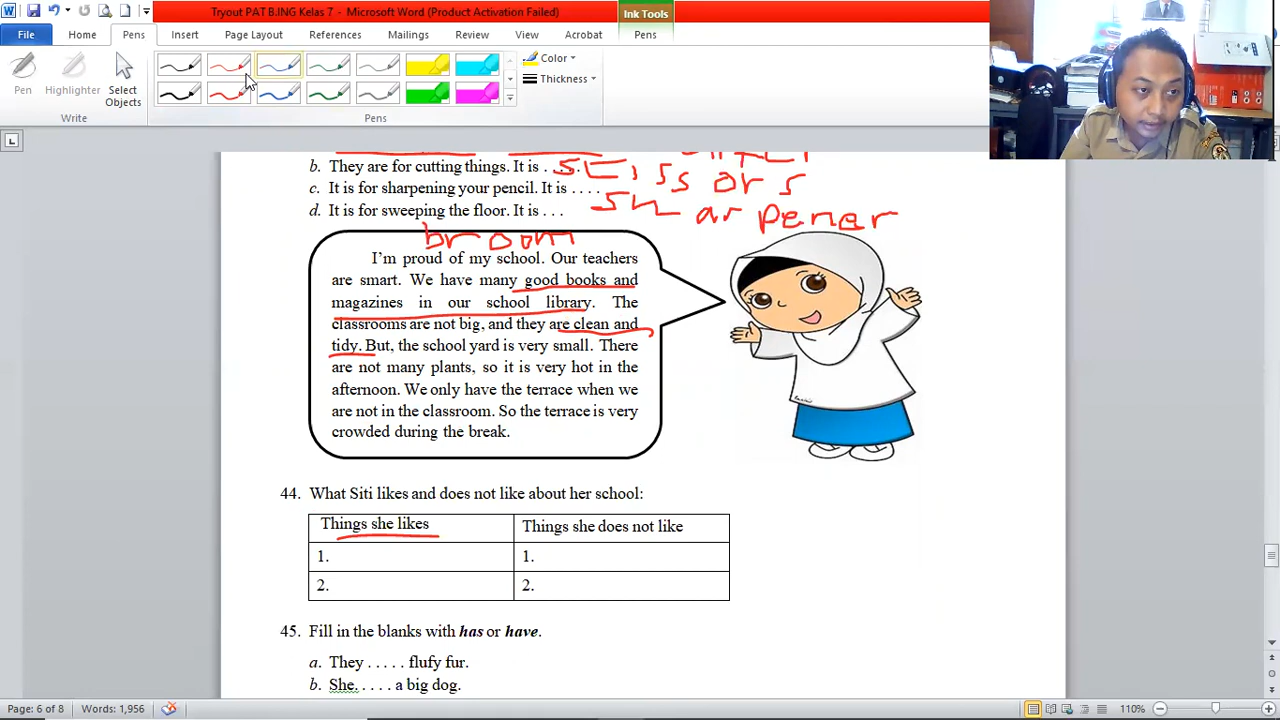 Tryout PAT B.ING Kelas 7 - Microsoft Word (Product Activation Failed)
Ink Tools
File Home Pens Insert Page Layout References Mailings Review View Acrobat Pens
Pen Highlighter Select Objects
Color
Thickness
Write Pens
b. They are for cutting things. It is . . . .
c. It is for sharpening your pencil. It is . . . .
sharpener
d. It is for sweeping the floor. It is . . .
broom
I'm proud of my school. Our teachers
are smart. We have many good books and
magazines in our school library. The
classrooms are not big, and they are clean and
tidy. But, the school yard is very small. There
are not many plants, so it is very hot in the
afternoon. We only have the terrace when we
are not in the classroom. So the terrace is very
crowded during the break.
44. What Siti likes and does not like about her school:
Things she likes Things she does not like
1. 1.
2. 2.
45. Fill in the blanks with has or have.
a. They . . . . . flufy fur.
b. She. . . . . a big dog.
Page: 6 of 8 Words: 1,956 110%